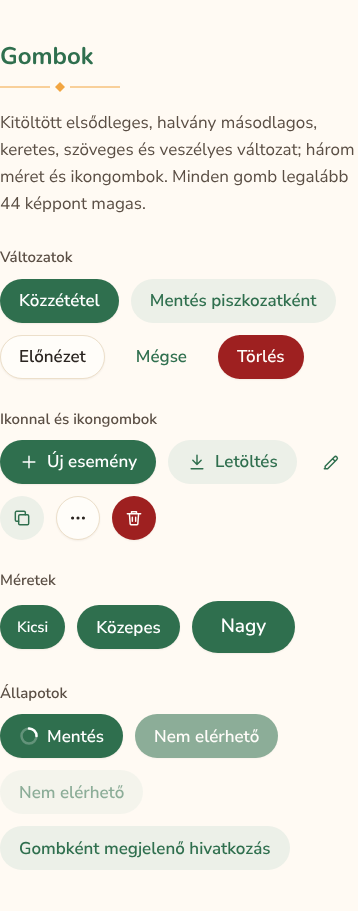 Gombok
Kitöltött elsődleges, halvány másodlagos,
keretes, szöveges és veszélyes változat; három
méret és ikongombok. Minden gomb legalább
44 képpont magas.
Változatok
Közzététel
Mentés piszkozatként
Előnézet
Mégse
Törlés
Ikonnal és ikongombok
Új esemény
Letöltés
Méretek
Kicsi
Közepes
Nagy
Állapotok
Mentés
Nem elérhető
Nem elérhető
Gombként megjelenő hivatkozás